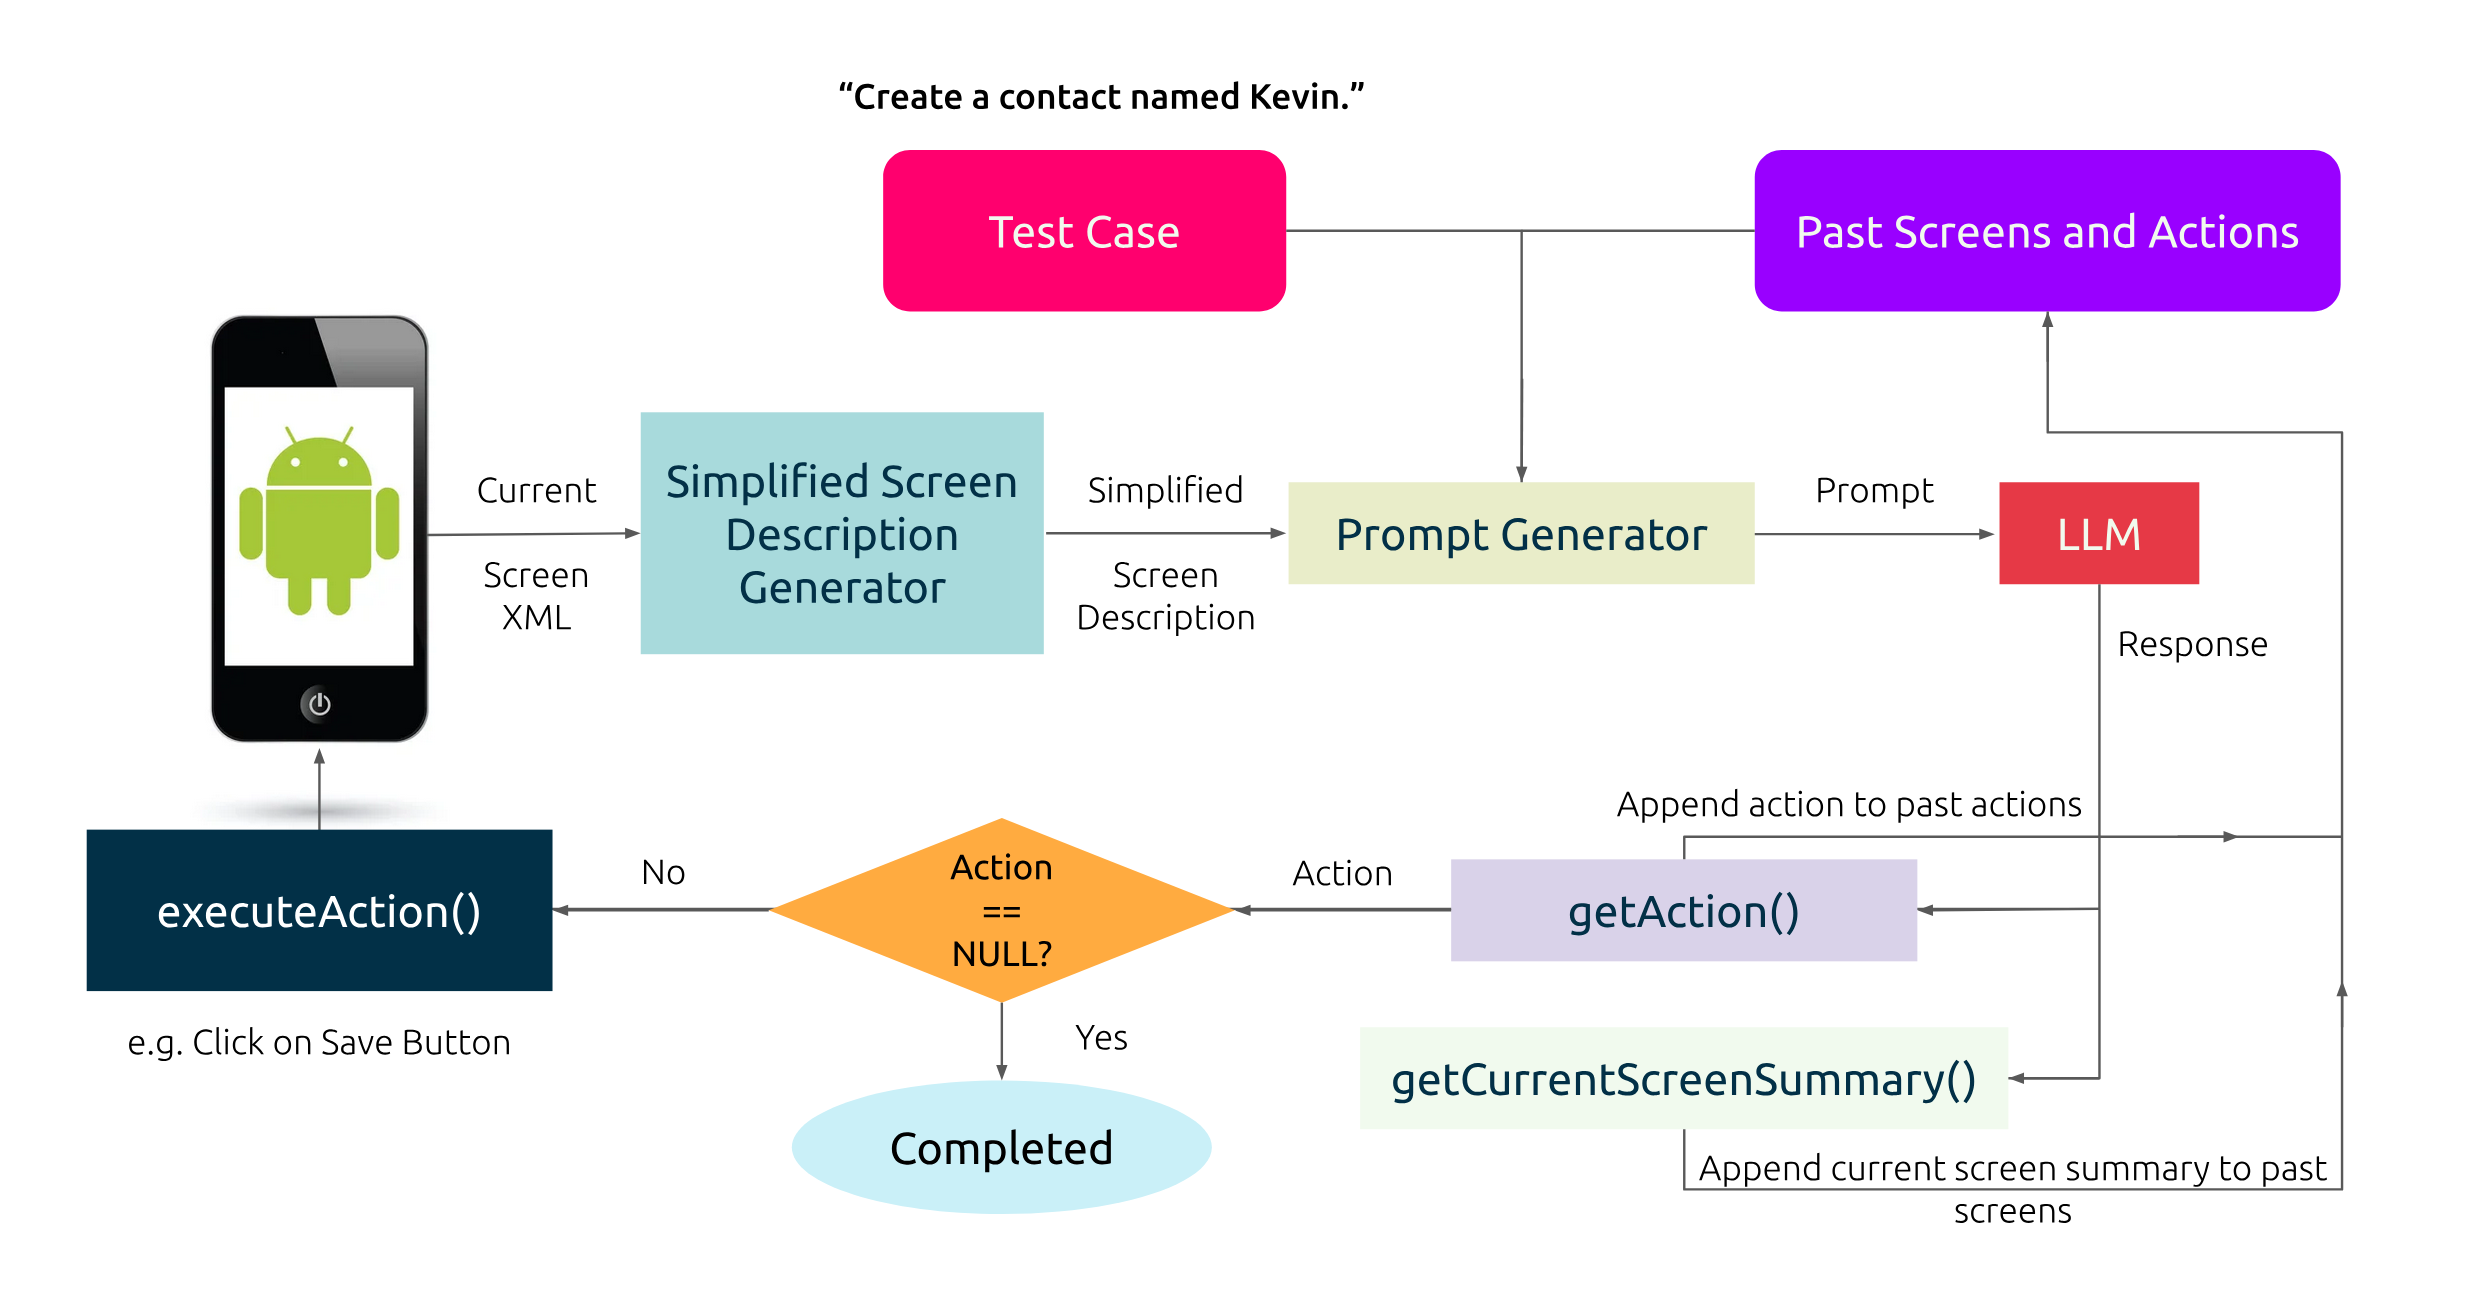 “Create a contact named Kevin.”
Test Case
Past Screens and Actions
Current
Screen
XML
Simplified Screen
Description
Generator
Simplified
Screen
Description
Prompt Generator
Prompt
LLM
Response
Append action to past actions
executeAction()
No
Action
==
NULL?
Action
getAction()
e.g. Click on Save Button
Yes
getCurrentScreenSummary()
Completed
Append current screen summary to past
screens